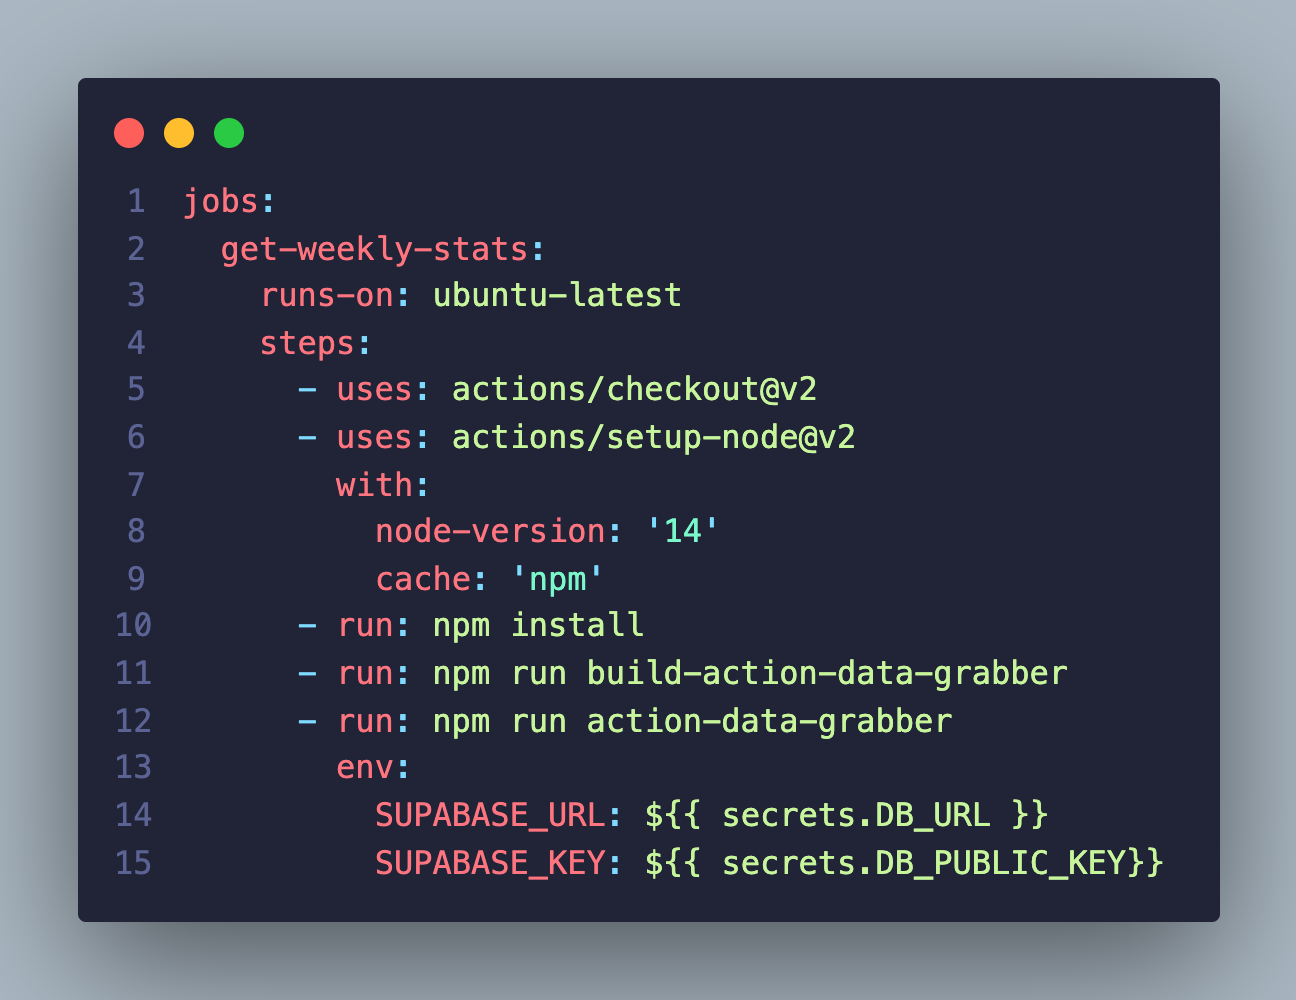 1 jobs:
2   get-weekly-stats:
3     runs-on: ubuntu-latest
4     steps:
5       - uses: actions/checkout@v2
6       - uses: actions/setup-node@v2
7         with:
8           node-version: '14'
9           cache: 'npm'
10       - run: npm install
11       - run: npm run build-action-data-grabber
12       - run: npm run action-data-grabber
13         env:
14           SUPABASE_URL: ${{ secrets.DB_URL }}
15           SUPABASE_KEY: ${{ secrets.DB_PUBLIC_KEY}}